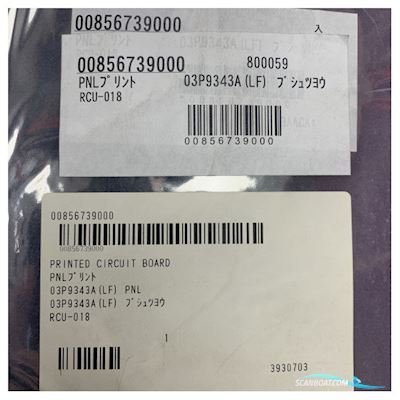 00856739000 入
00856739000 800059
PNLプリント 03P9343A(LF) ブシュツヨウ
RCU-018
00856739000
00856739000
00856739000
PRINTED CIRCUIT BOARD
PNLプリント
03P9343A(LF) PNL
03P9343A(LF) ブシュツヨウ
RCU-018
1
3930703
SCANBOAT.COM